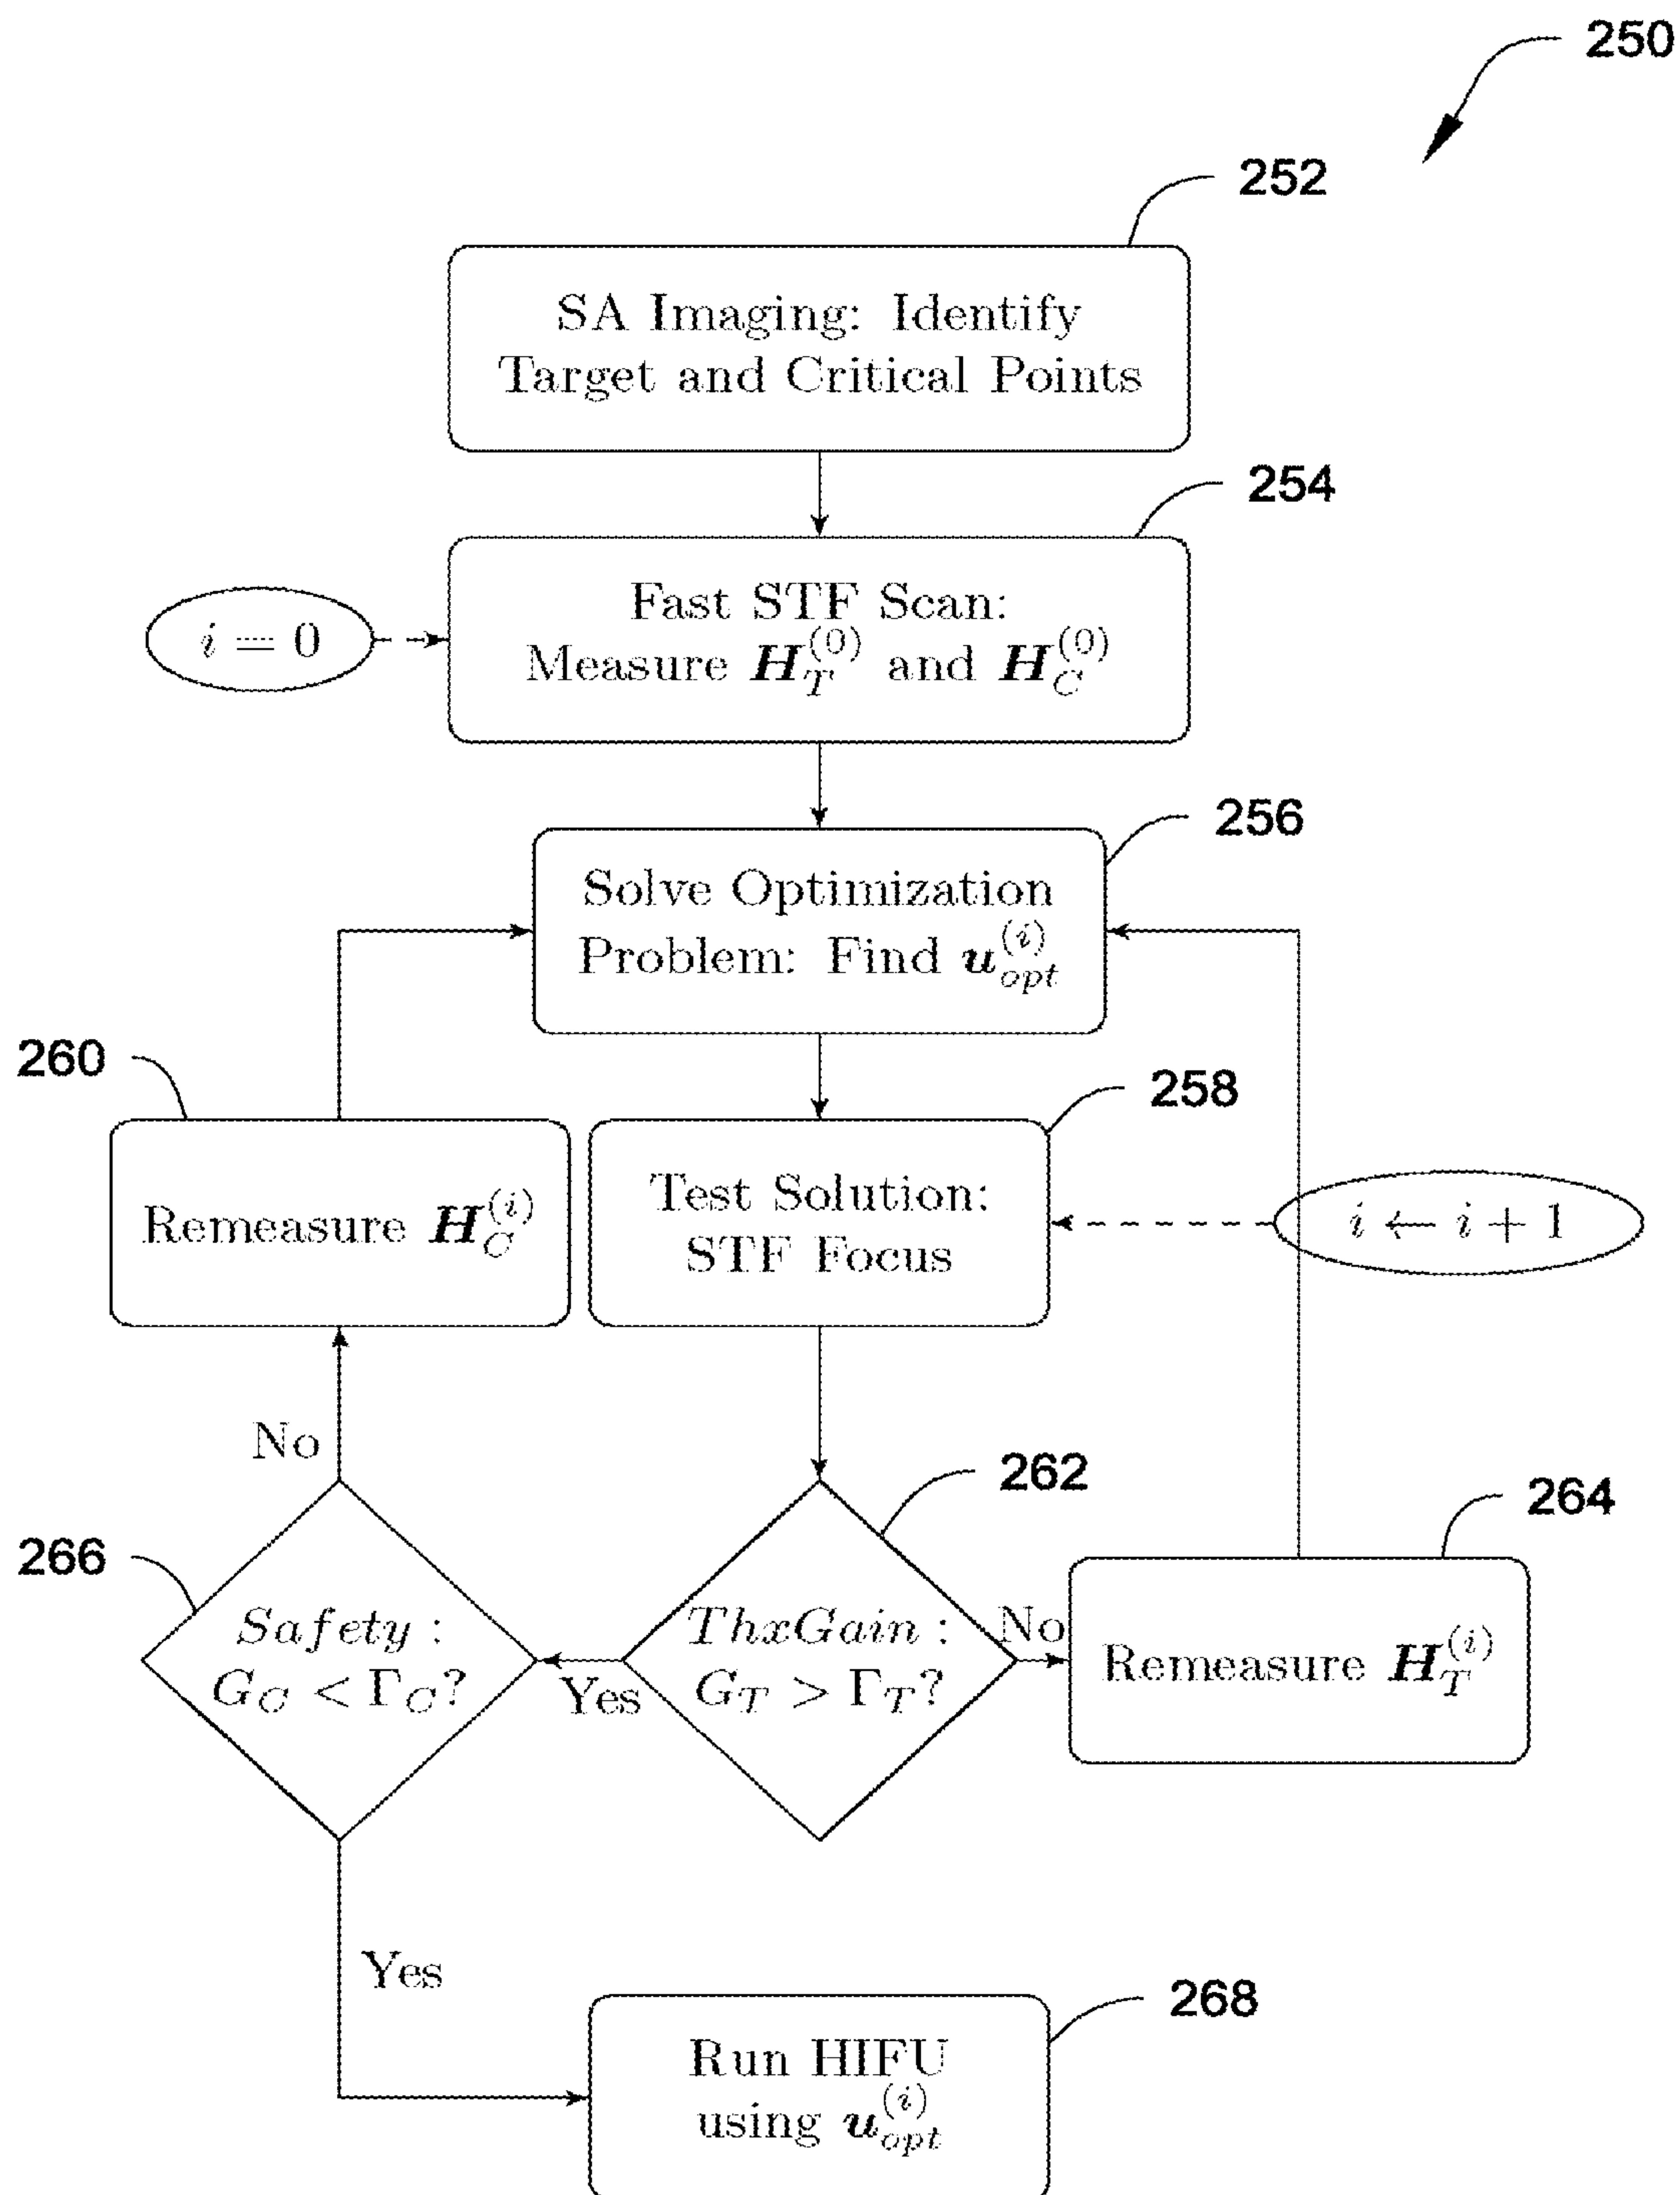 250
252
SA Imaging: Identify
Target and Critical Points
254
i = 0
Fast STF Scan:
Measure H_T^(0) and H_C^(0)
256
Solve Optimization
Problem: Find u_opt^(i)
260
258
Remeasure H_C^(i)
Test Solution:
STF Focus
i ← i + 1
No
262
264
266
Safety :
G_C < Γ_C?
Yes
ThxGain :
G_T > Γ_T?
No
Remeasure H_T^(i)
Yes
268
Run HIFU
using u_opt^(i)